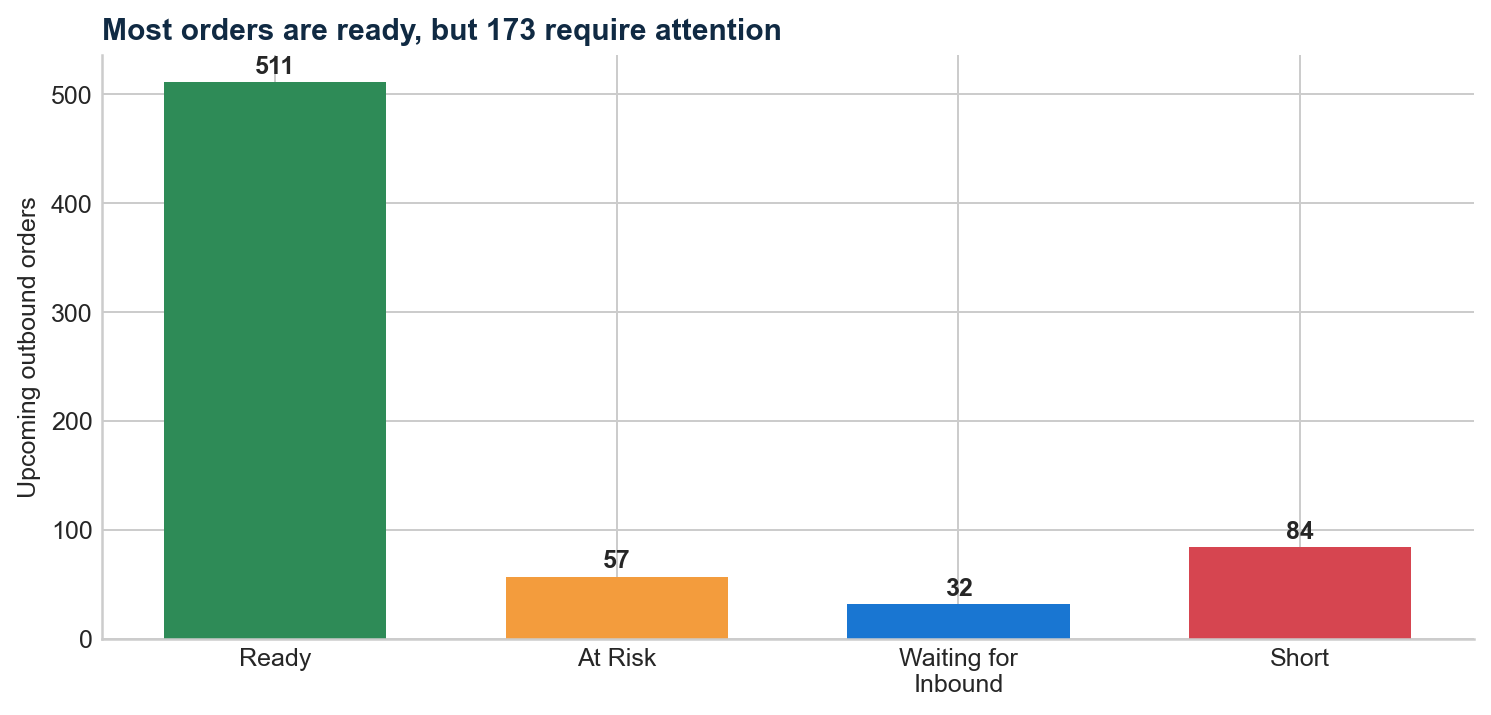 Most orders are ready, but 173 require attention
Upcoming outbound orders
500
400
300
200
100
0
511
57
32
84
Ready
At Risk
Waiting for
Inbound
Short